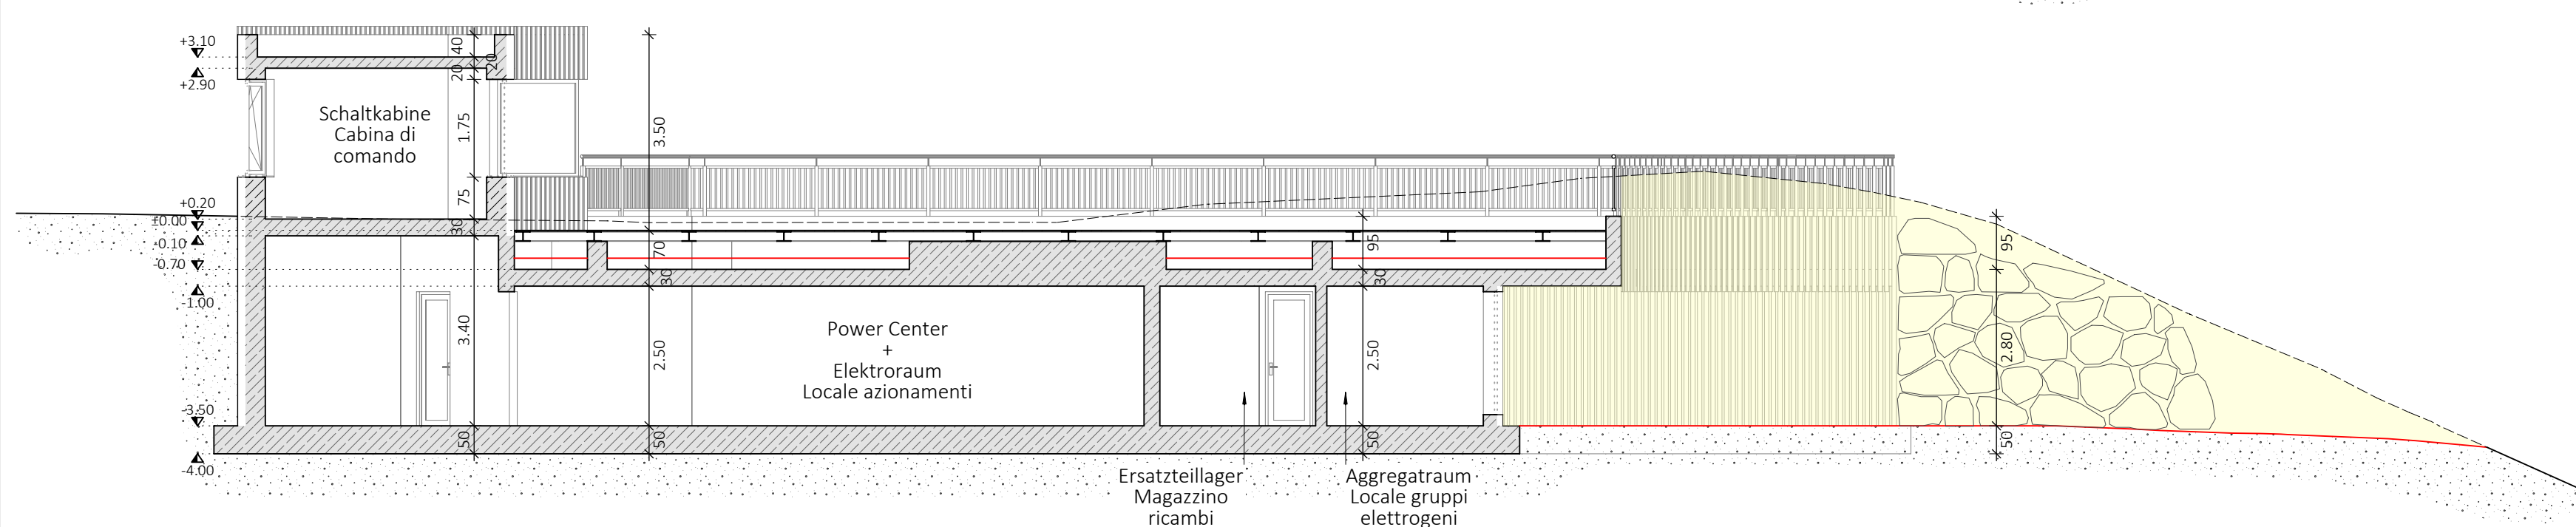 +3.10
+2.90
+0.20
±0.00
-0.10
-0.70
-1.00
-3.50
-4.00
40
20
20
1.75
75
30
3.40
50
Schaltkabine
Cabina di
comando
3.50
70
30
2.50
50
Power Center
+
Elektroraum
Locale azionamenti
95
30
2.50
50
95
2.80
50
Ersatzteillager
Magazzino
ricambi
Aggregatraum
Locale gruppi
elettrogeni